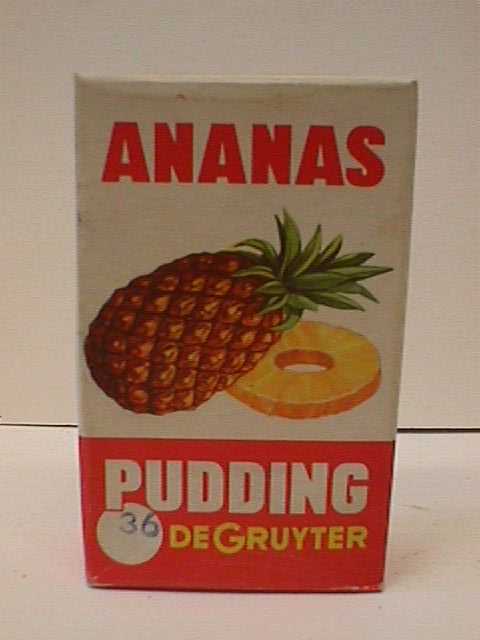 ANANAS
PUDDING
36
DEGRUYTER